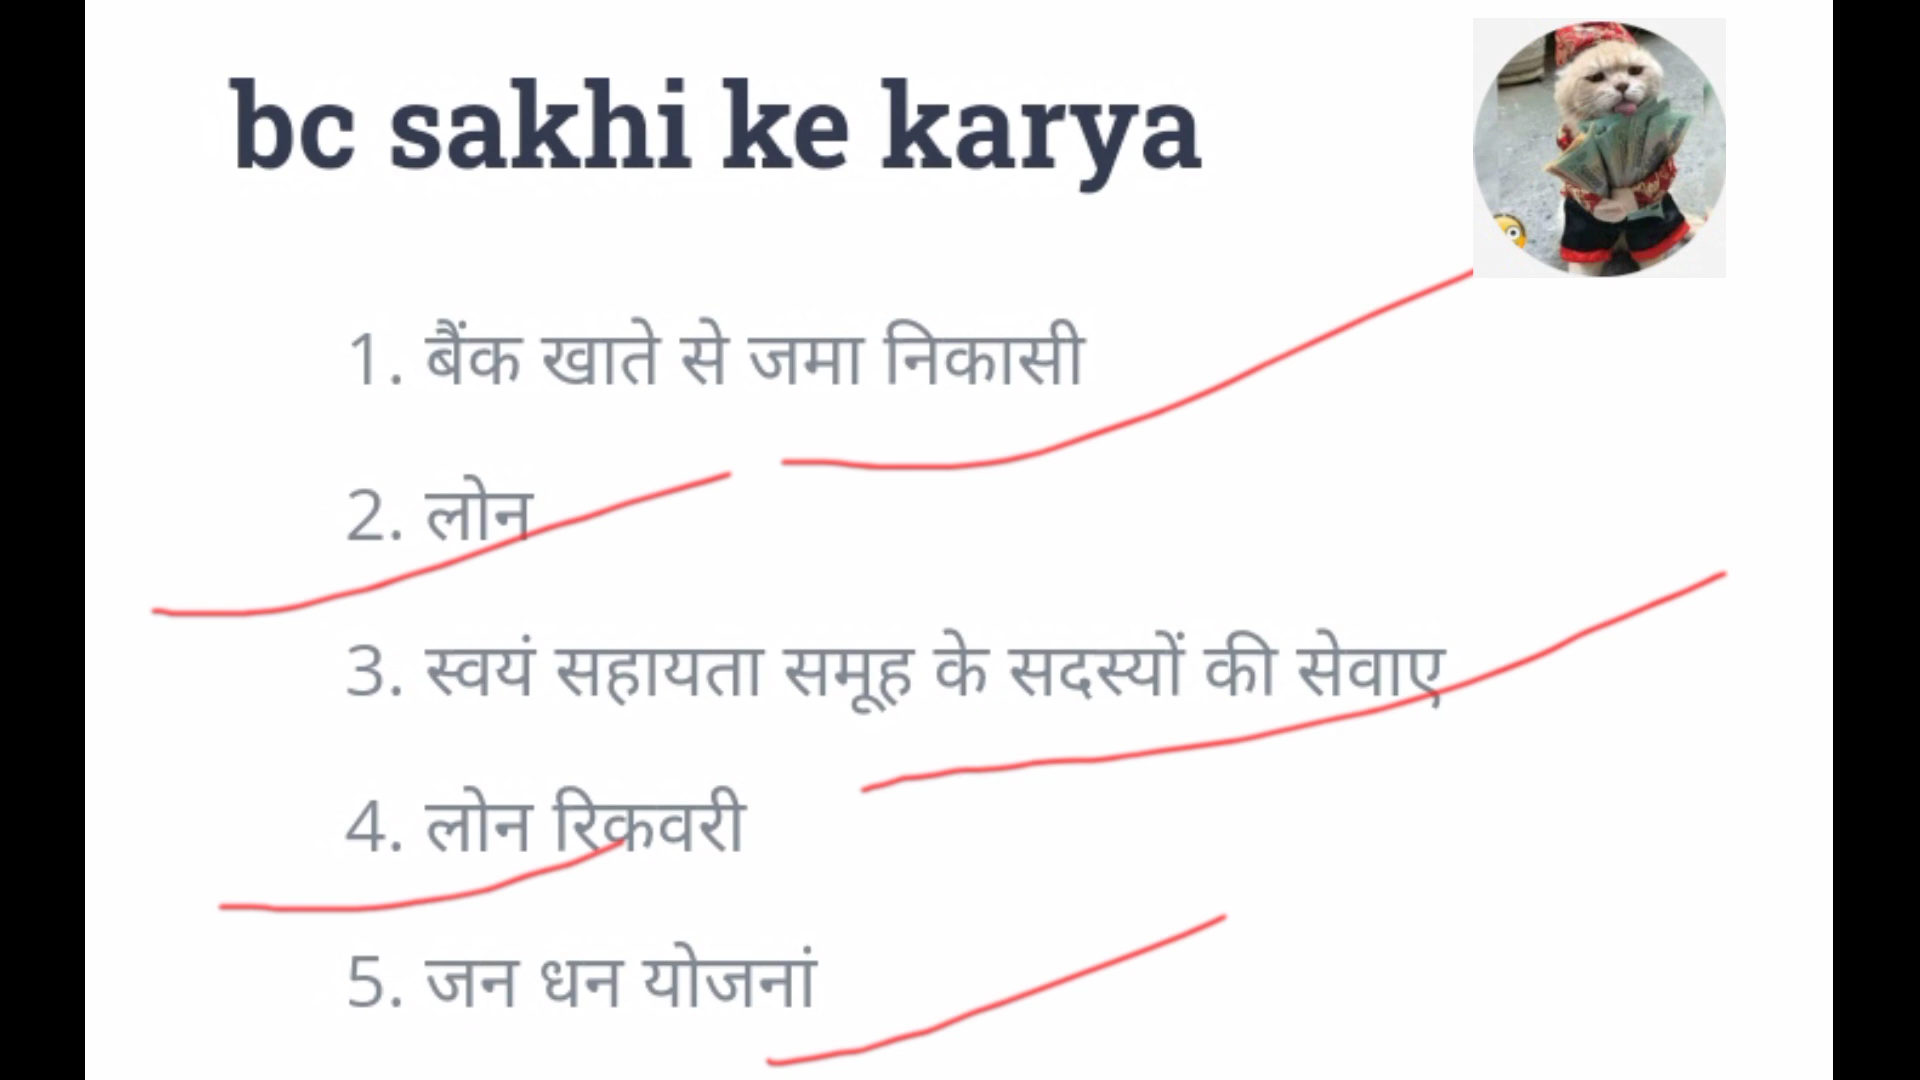 bc sakhi ke karya
1. बैंक खाते से जमा निकासी
2. लोन
3. स्वयं सहायता समूह के सदस्यों की सेवाए
4. लोन रिकवरी
5. जन धन योजनां